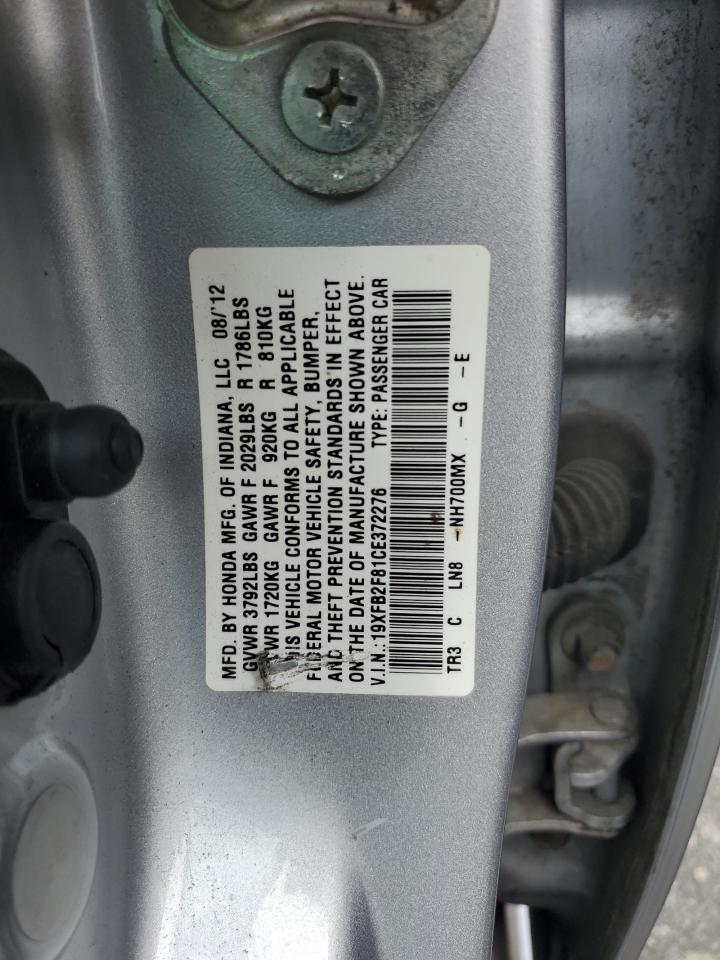 MFD. BY HONDA MFG. OF INDIANA, LLC 08/'12
GVWR 3792LBS GAWR F 2029LBS R 1786LBS
GVWR 1720KG GAWR F 920KG R 810KG
THIS VEHICLE CONFORMS TO ALL APPLICABLE
FEDERAL MOTOR VEHICLE SAFETY, BUMPER,
AND THEFT PREVENTION STANDARDS IN EFFECT
ON THE DATE OF MANUFACTURE SHOWN ABOVE.
V.I.N.: 19XFB2F81CE372276 TYPE: PASSENGER CAR
TR3 C LN8 -NH700MX -G -E